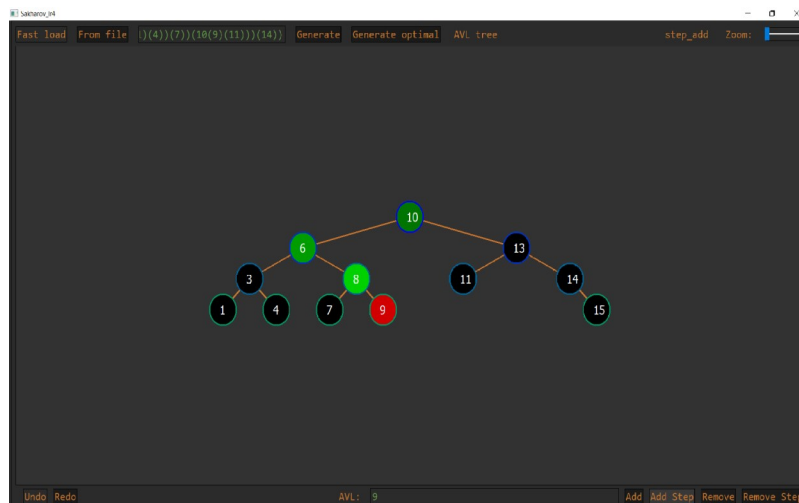 Sakharov_lr4
Fast load From file )(4))(7))(10(9)(11)))(14)) Generate Generate optimal AVL tree step_add Zoom:
10
6 13
3 8 11 14
1 4 7 9 15
Undo Redo AVL: 9 Add Add Step Remove Remove Step